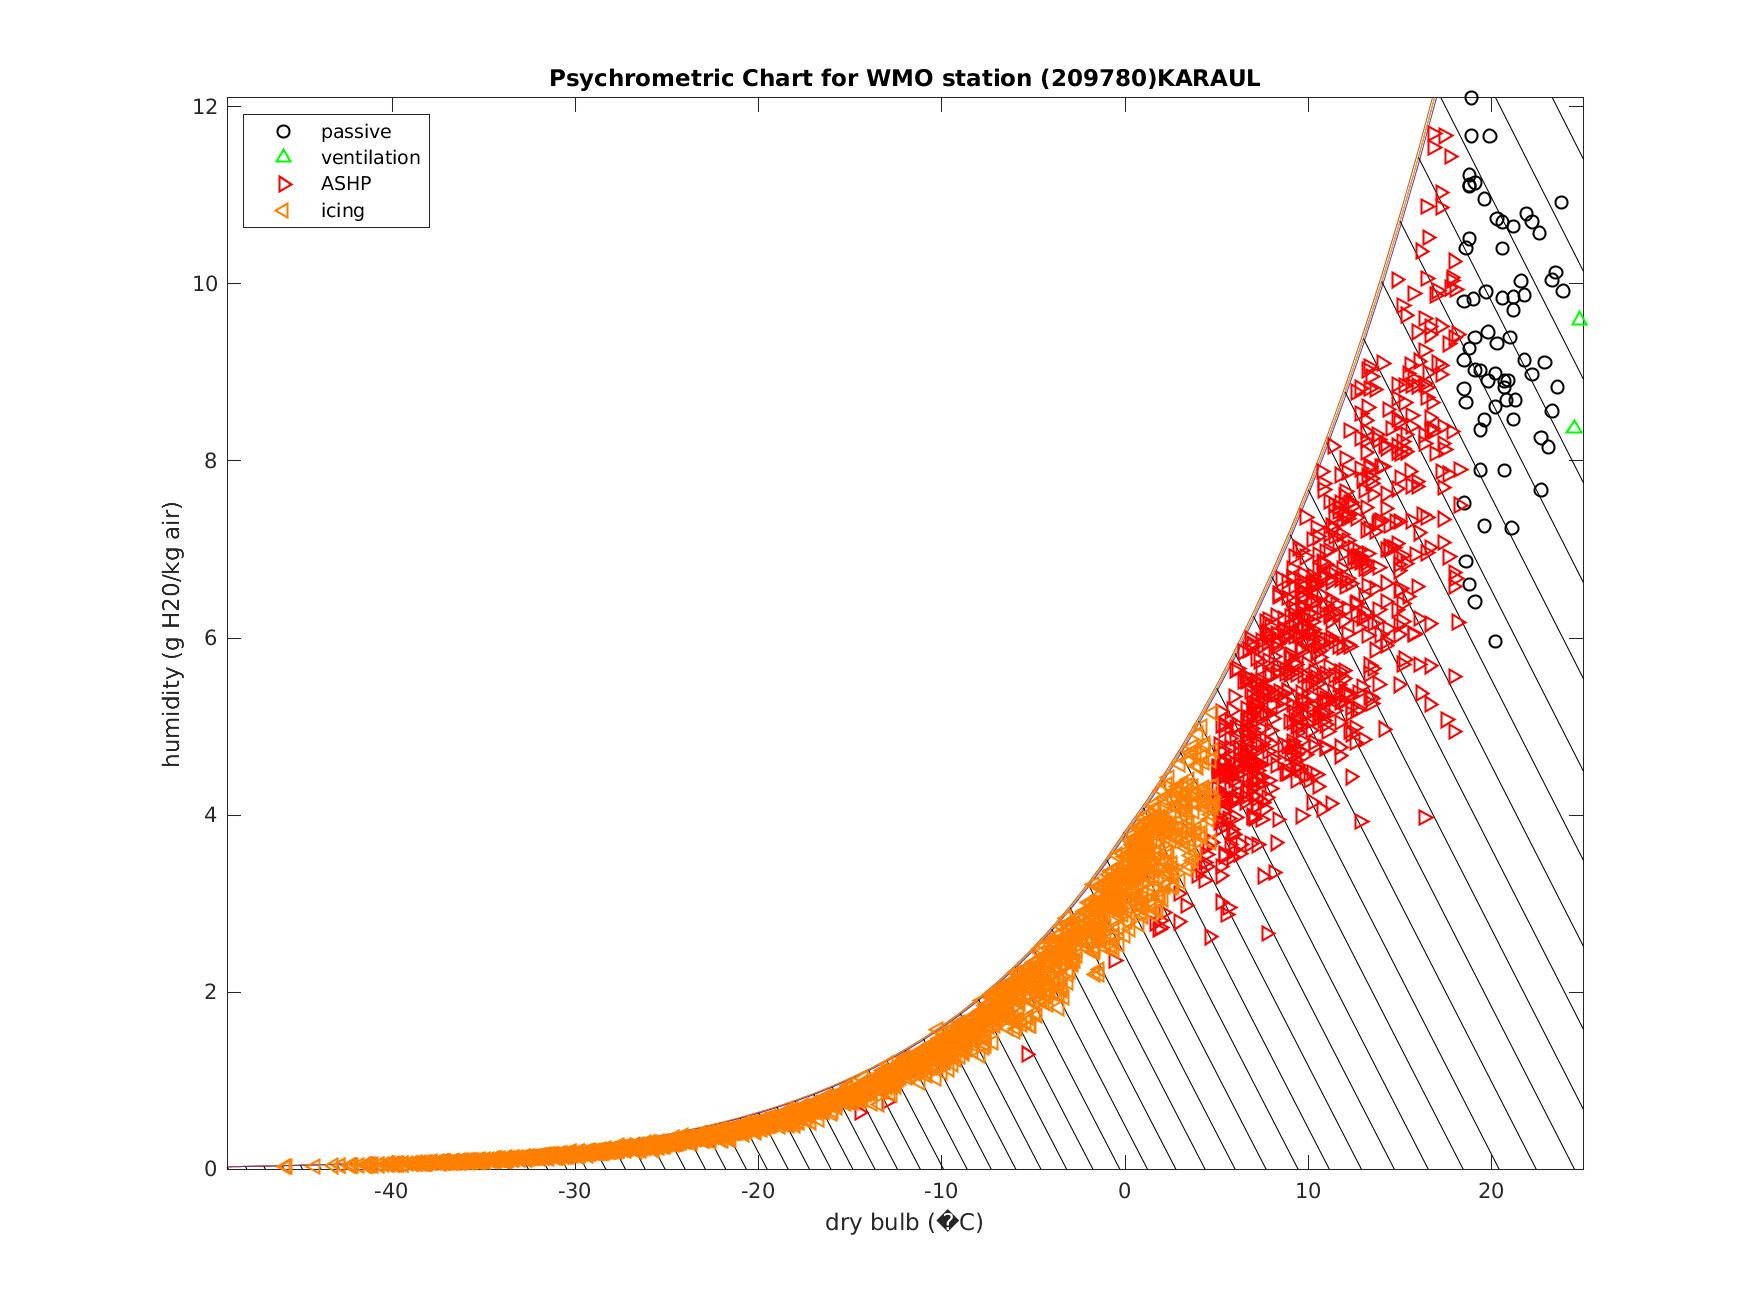 Psychrometric Chart for WMO station (209780)KARAUL
passive
ventilation
ASHP
icing
12
10
8
6
4
2
0
humidity (g H20/kg air)
-40 -30 -20 -10 0 10 20
dry bulb (�C)